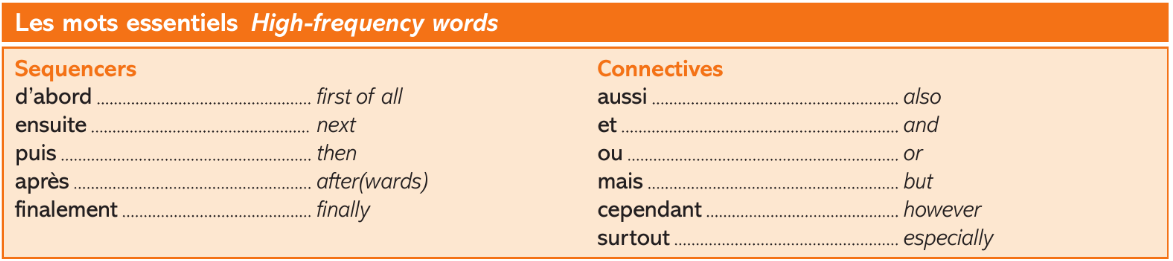 Les mots essentiels High-frequency words
Sequencers
d'abord ................ first of all
ensuite ................ next
puis ................ then
après ................ after(wards)
finalement ................ finally
Connectives
aussi ................ also
et ................ and
ou ................ or
mais ................ but
cependant ................ however
surtout ................ especially